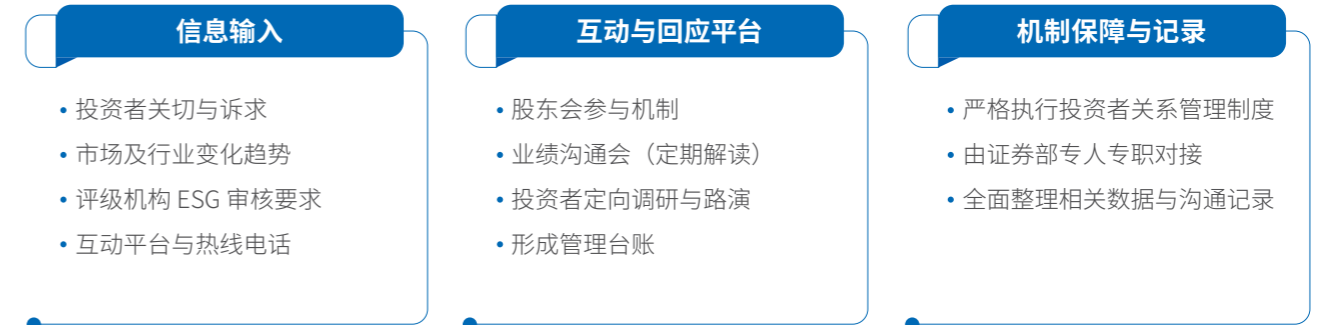 信息输入
• 投资者关切与诉求
• 市场及行业变化趋势
• 评级机构 ESG 审核要求
• 互动平台与热线电话
互动与回应平台
• 股东会参与机制
• 业绩沟通会（定期解读）
• 投资者定向调研与路演
• 形成管理台账
机制保障与记录
• 严格执行投资者关系管理制度
• 由证券部专人专职对接
• 全面整理相关数据与沟通记录